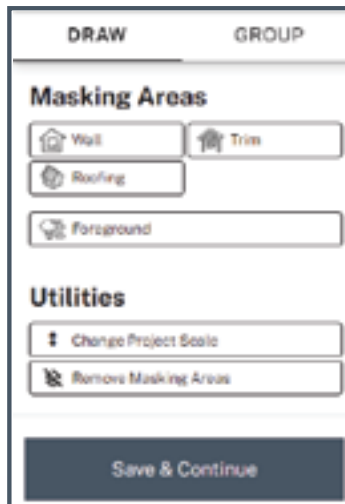 DRAW GROUP
Masking Areas
Wall Trim
Roofing
Foreground
Utilities
Change Project Scale
Remove Masking Areas
Save & Continue